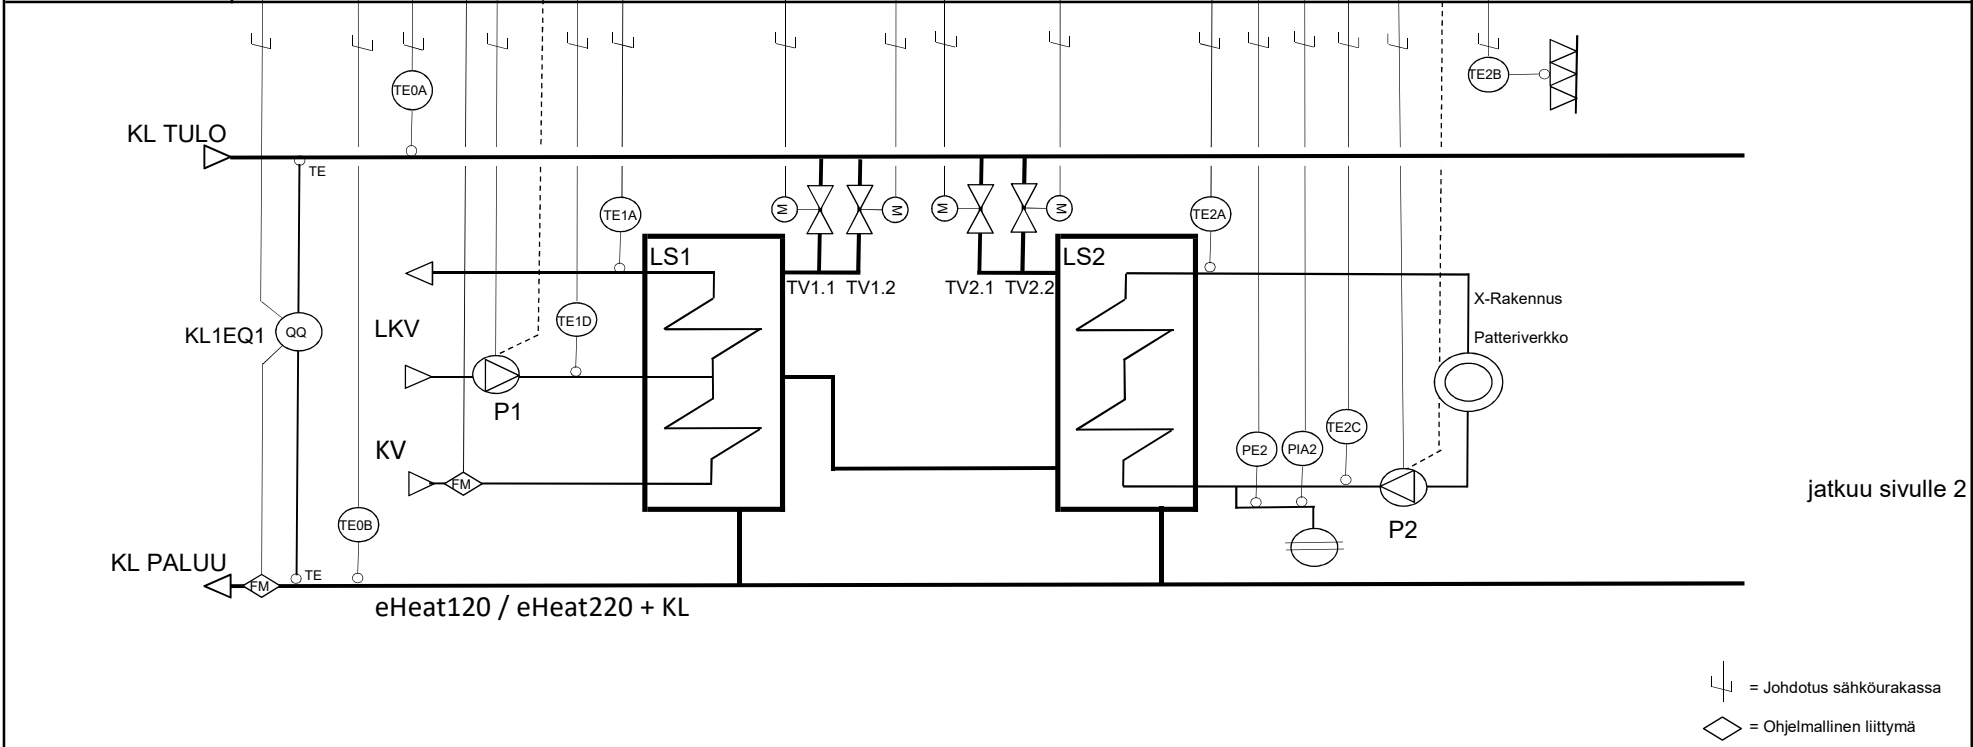 TE0A
TE2B
KL TULO
TE
TE1A
M
M
M
M
TE2A
LS1
LS2
TV1.1 TV1.2
TV2.1 TV2.2
X-Rakennus
TE1D
LKV
KL1EQ1
QQ
Patteriverkko
P1
TE2C
KV
PE2
PIA2
FM
jatkuu sivulle 2
TE0B
P2
KL PALUU
TE
FM
eHeat120 / eHeat220 + KL
= Johdotus sähköurakassa
= Ohjelmallinen liittymä